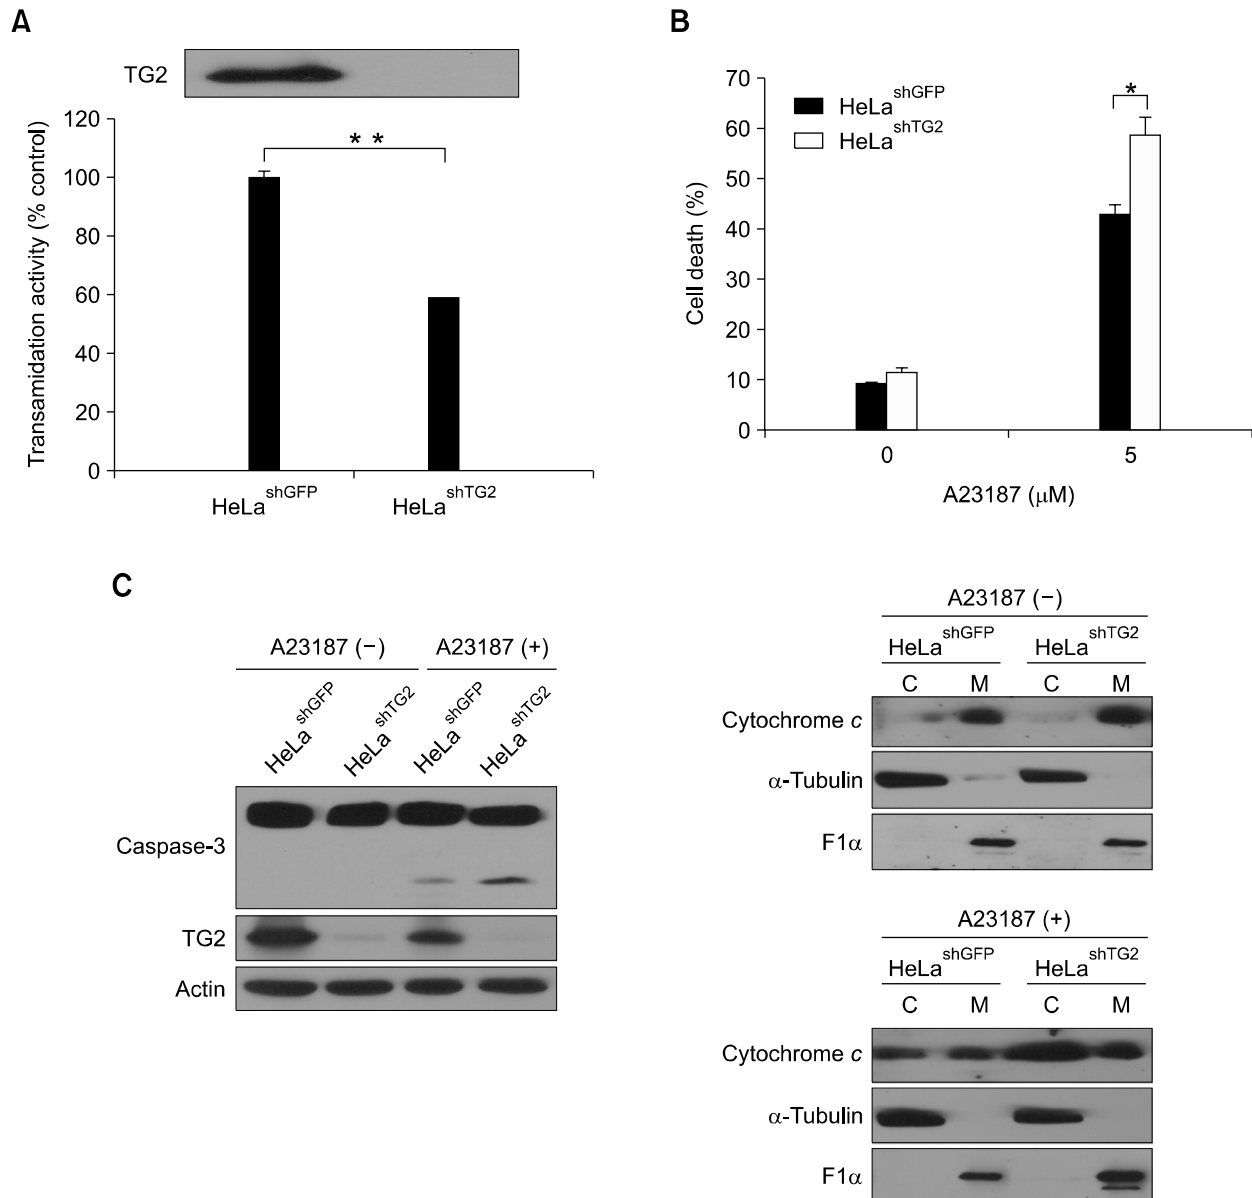 A
TG2
Transamidation activity (% control)
120
100
80
60
40
20
0
* *
HeLa shGFP
HeLa shTG2
B
Cell death (%)
70
60
50
40
30
20
10
0
HeLa shGFP
HeLa shTG2
*
0
5
A23187 (μM)
C
A23187 (−)
A23187 (+)
HeLa shGFP
HeLa shTG2
HeLa shGFP
HeLa shTG2
Caspase-3
TG2
Actin
A23187 (−)
HeLa shGFP
HeLa shTG2
C M C M
Cytochrome c
α-Tubulin
F1α
A23187 (+)
HeLa shGFP
HeLa shTG2
C M C M
Cytochrome c
α-Tubulin
F1α